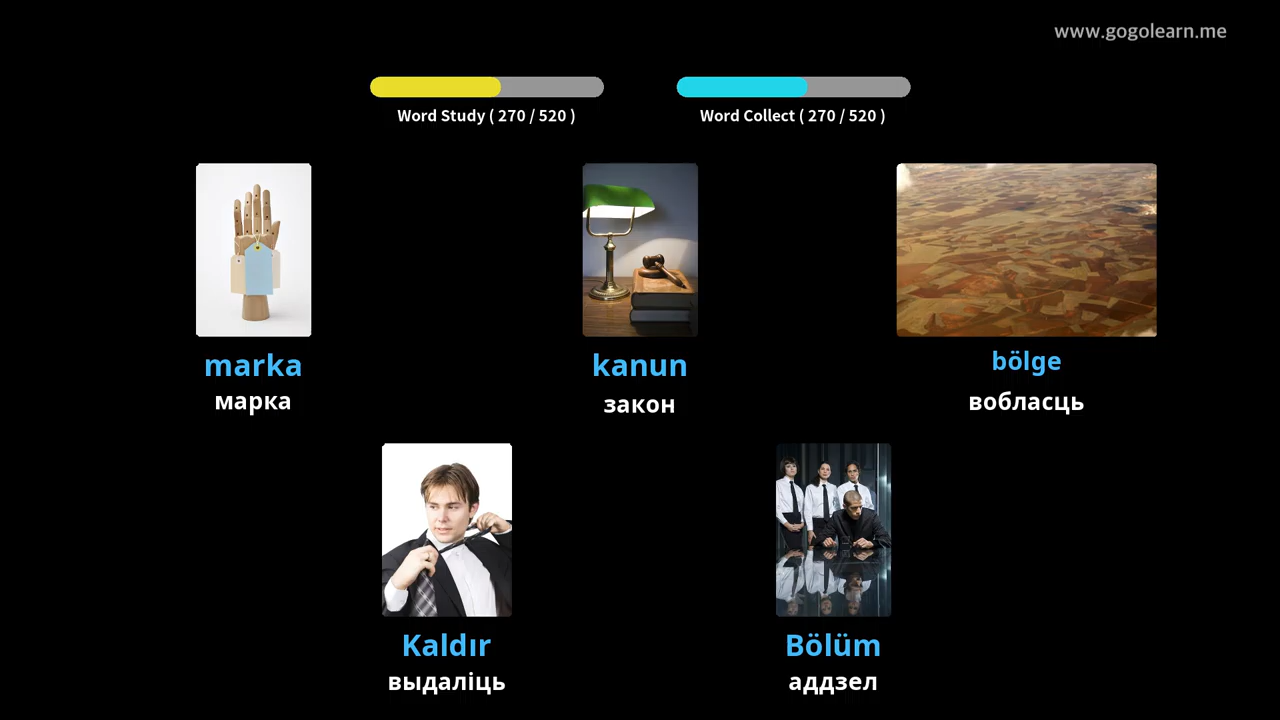 www.gogolearn.me
Word Study ( 270 / 520 )
Word Collect ( 270 / 520 )
marka
марка
kanun
закон
bölge
вобласць
Kaldır
выдаліць
Bölüm
аддзел